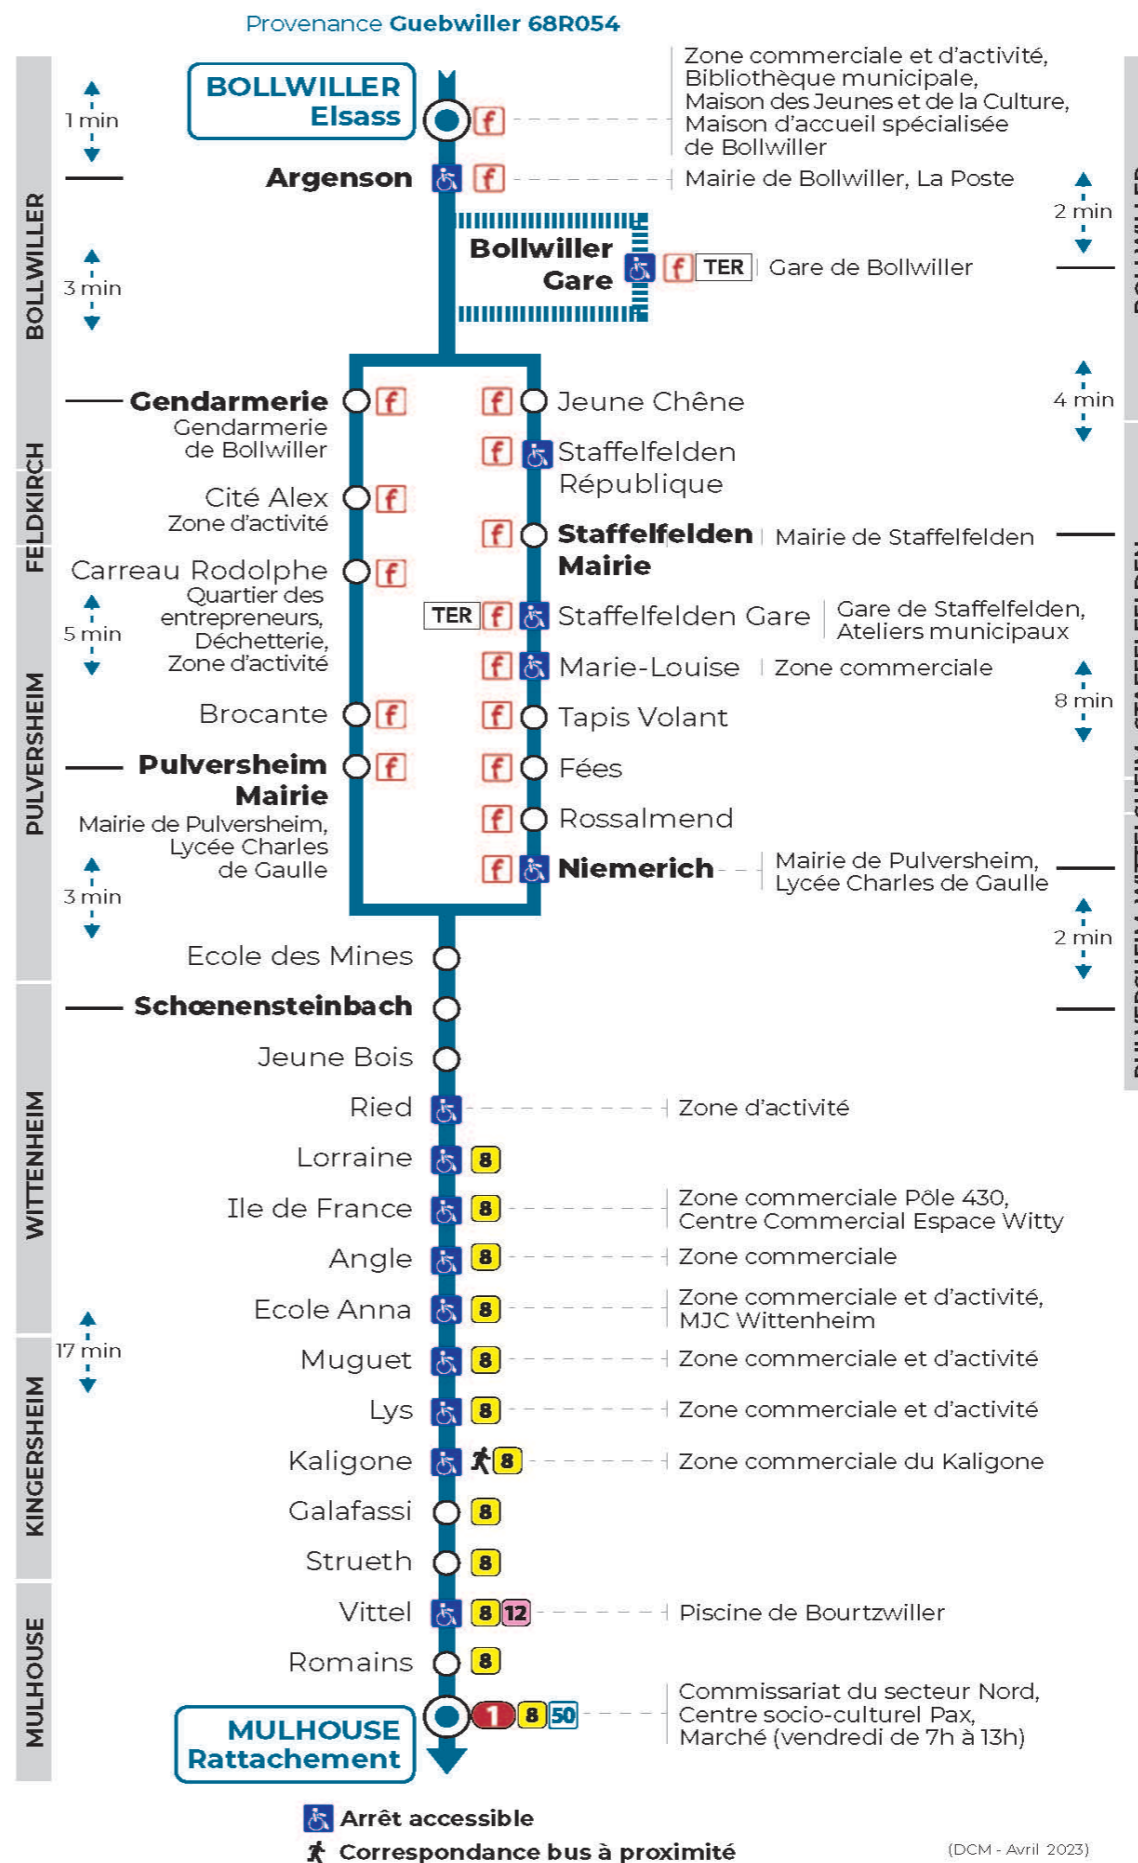 Provenance Guebwiller 68R054
BOLLWILLER
Elsass
f
Zone commerciale et d'activité,
Bibliothèque municipale,
Maison des Jeunes et de la Culture,
Maison d'accueil spécialisée
de Bollwiller
1 min
Argenson
f
Mairie de Bollwiller, La Poste
2 min
BOLLWILLER
3 min
Bollwiller
Gare
f TER
Gare de Bollwiller
Gendarmerie
f
Gendarmerie
de Bollwiller
f
Jeune Chêne
4 min
f
Staffelfelden
République
FELDKIRCH
Cité Alex
f
Zone d'activité
f
Staffelfelden
Mairie
Mairie de Staffelfelden
Carreau Rodolphe
f
Quartier des
entrepreneurs,
Déchetterie,
Zone d'activité
5 min
TER f
Staffelfelden Gare
Gare de Staffelfelden,
Ateliers municipaux
f
Marie-Louise
Zone commerciale
8 min
PULVERSHEIM
Brocante
f
f
Tapis Volant
Pulversheim
Mairie
f
Mairie de Pulversheim,
Lycée Charles
de Gaulle
f
Fées
f
Rossalmend
f
Niemerich
Mairie de Pulversheim,
Lycée Charles de Gaulle
3 min
2 min
Ecole des Mines
Schœnensteinbach
Jeune Bois
WITTENHEIM
Ried
Zone d'activité
Lorraine
8
Ile de France
8
Zone commerciale Pôle 430,
Centre Commercial Espace Witty
Angle
8
Zone commerciale
Ecole Anna
8
Zone commerciale et d'activité,
MJC Wittenheim
17 min
Muguet
8
Zone commerciale et d'activité
KINGERSHEIM
Lys
8
Zone commerciale et d'activité
Kaligone
8
Zone commerciale du Kaligone
Galafassi
8
Strueth
8
MULHOUSE
Vittel
8 12
Piscine de Bourtzwiller
Romains
8
MULHOUSE
Rattachement
1 8 50
Commissariat du secteur Nord,
Centre socio-culturel Pax,
Marché (vendredi de 7h à 13h)
Arrêt accessible
Correspondance bus à proximité
(DCM - Avril 2023)